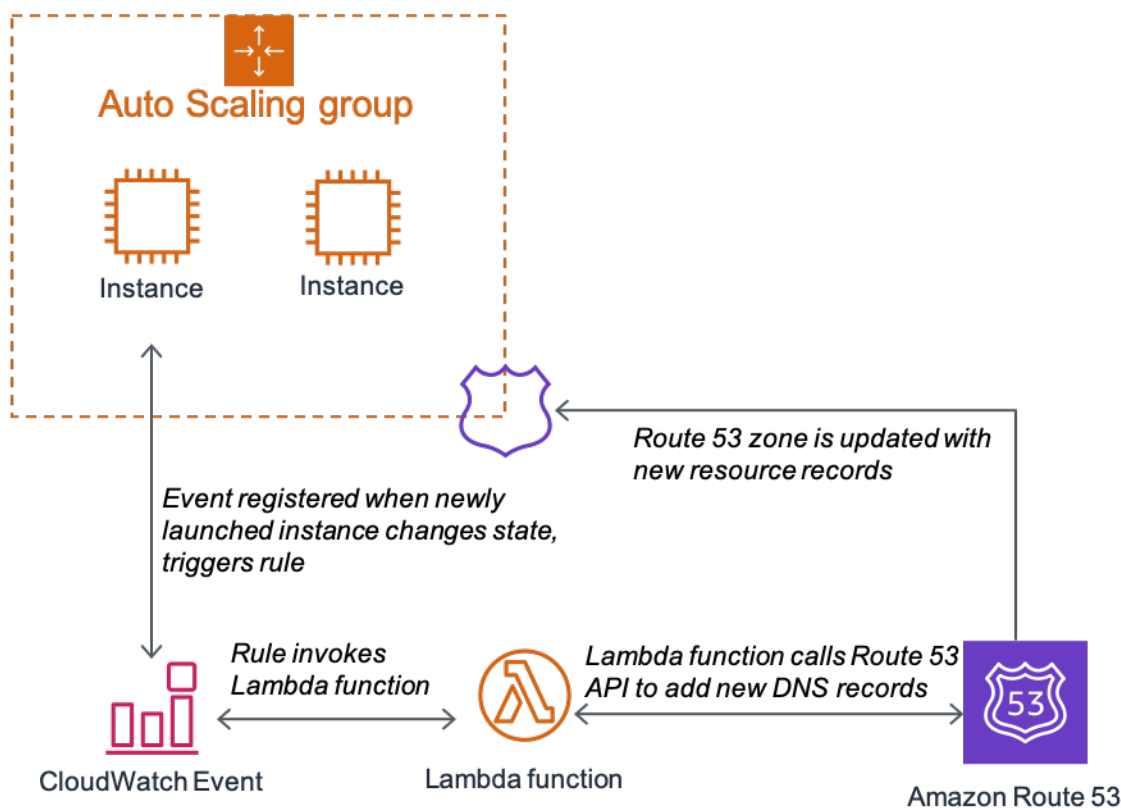 Auto Scaling group
Instance
Instance
Route 53 zone is updated with
new resource records
Event registered when newly
launched instance changes state,
triggers rule
Rule invokes
Lambda function
Lambda function calls Route 53
API to add new DNS records
53
CloudWatch Event
Lambda function
Amazon Route 53